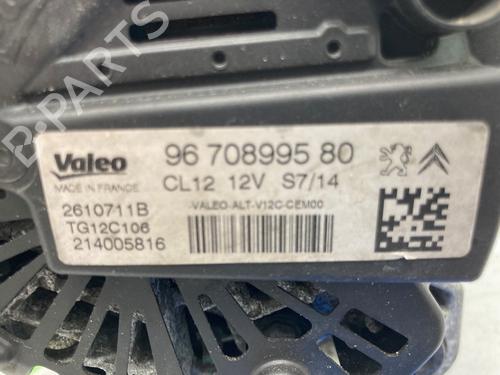 Valeo 96 708995 80
MADE IN FRANCE CL12 12V S7/14
2610711B -VALEO-ALT-V12C-CEM00
TG12C106
214005816
B-PARTS